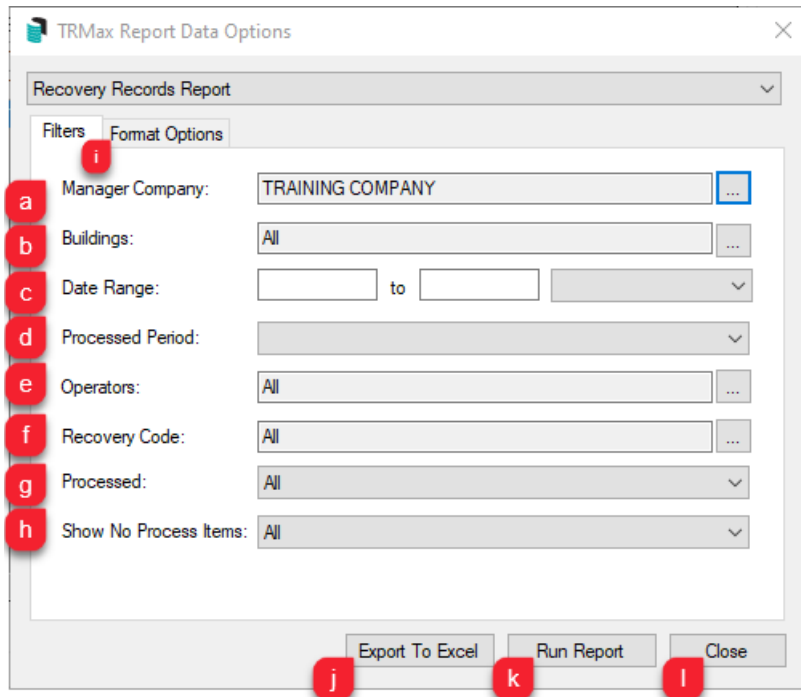 TRMax Report Data Options
Recovery Records Report
Filters Format Options
i
a Manager Company: TRAINING COMPANY ...
b Buildings: All ...
c Date Range: to
d Processed Period:
e Operators: All ...
f Recovery Code: All ...
g Processed: All
h Show No Process Items: All
Export To Excel Run Report Close
j k l